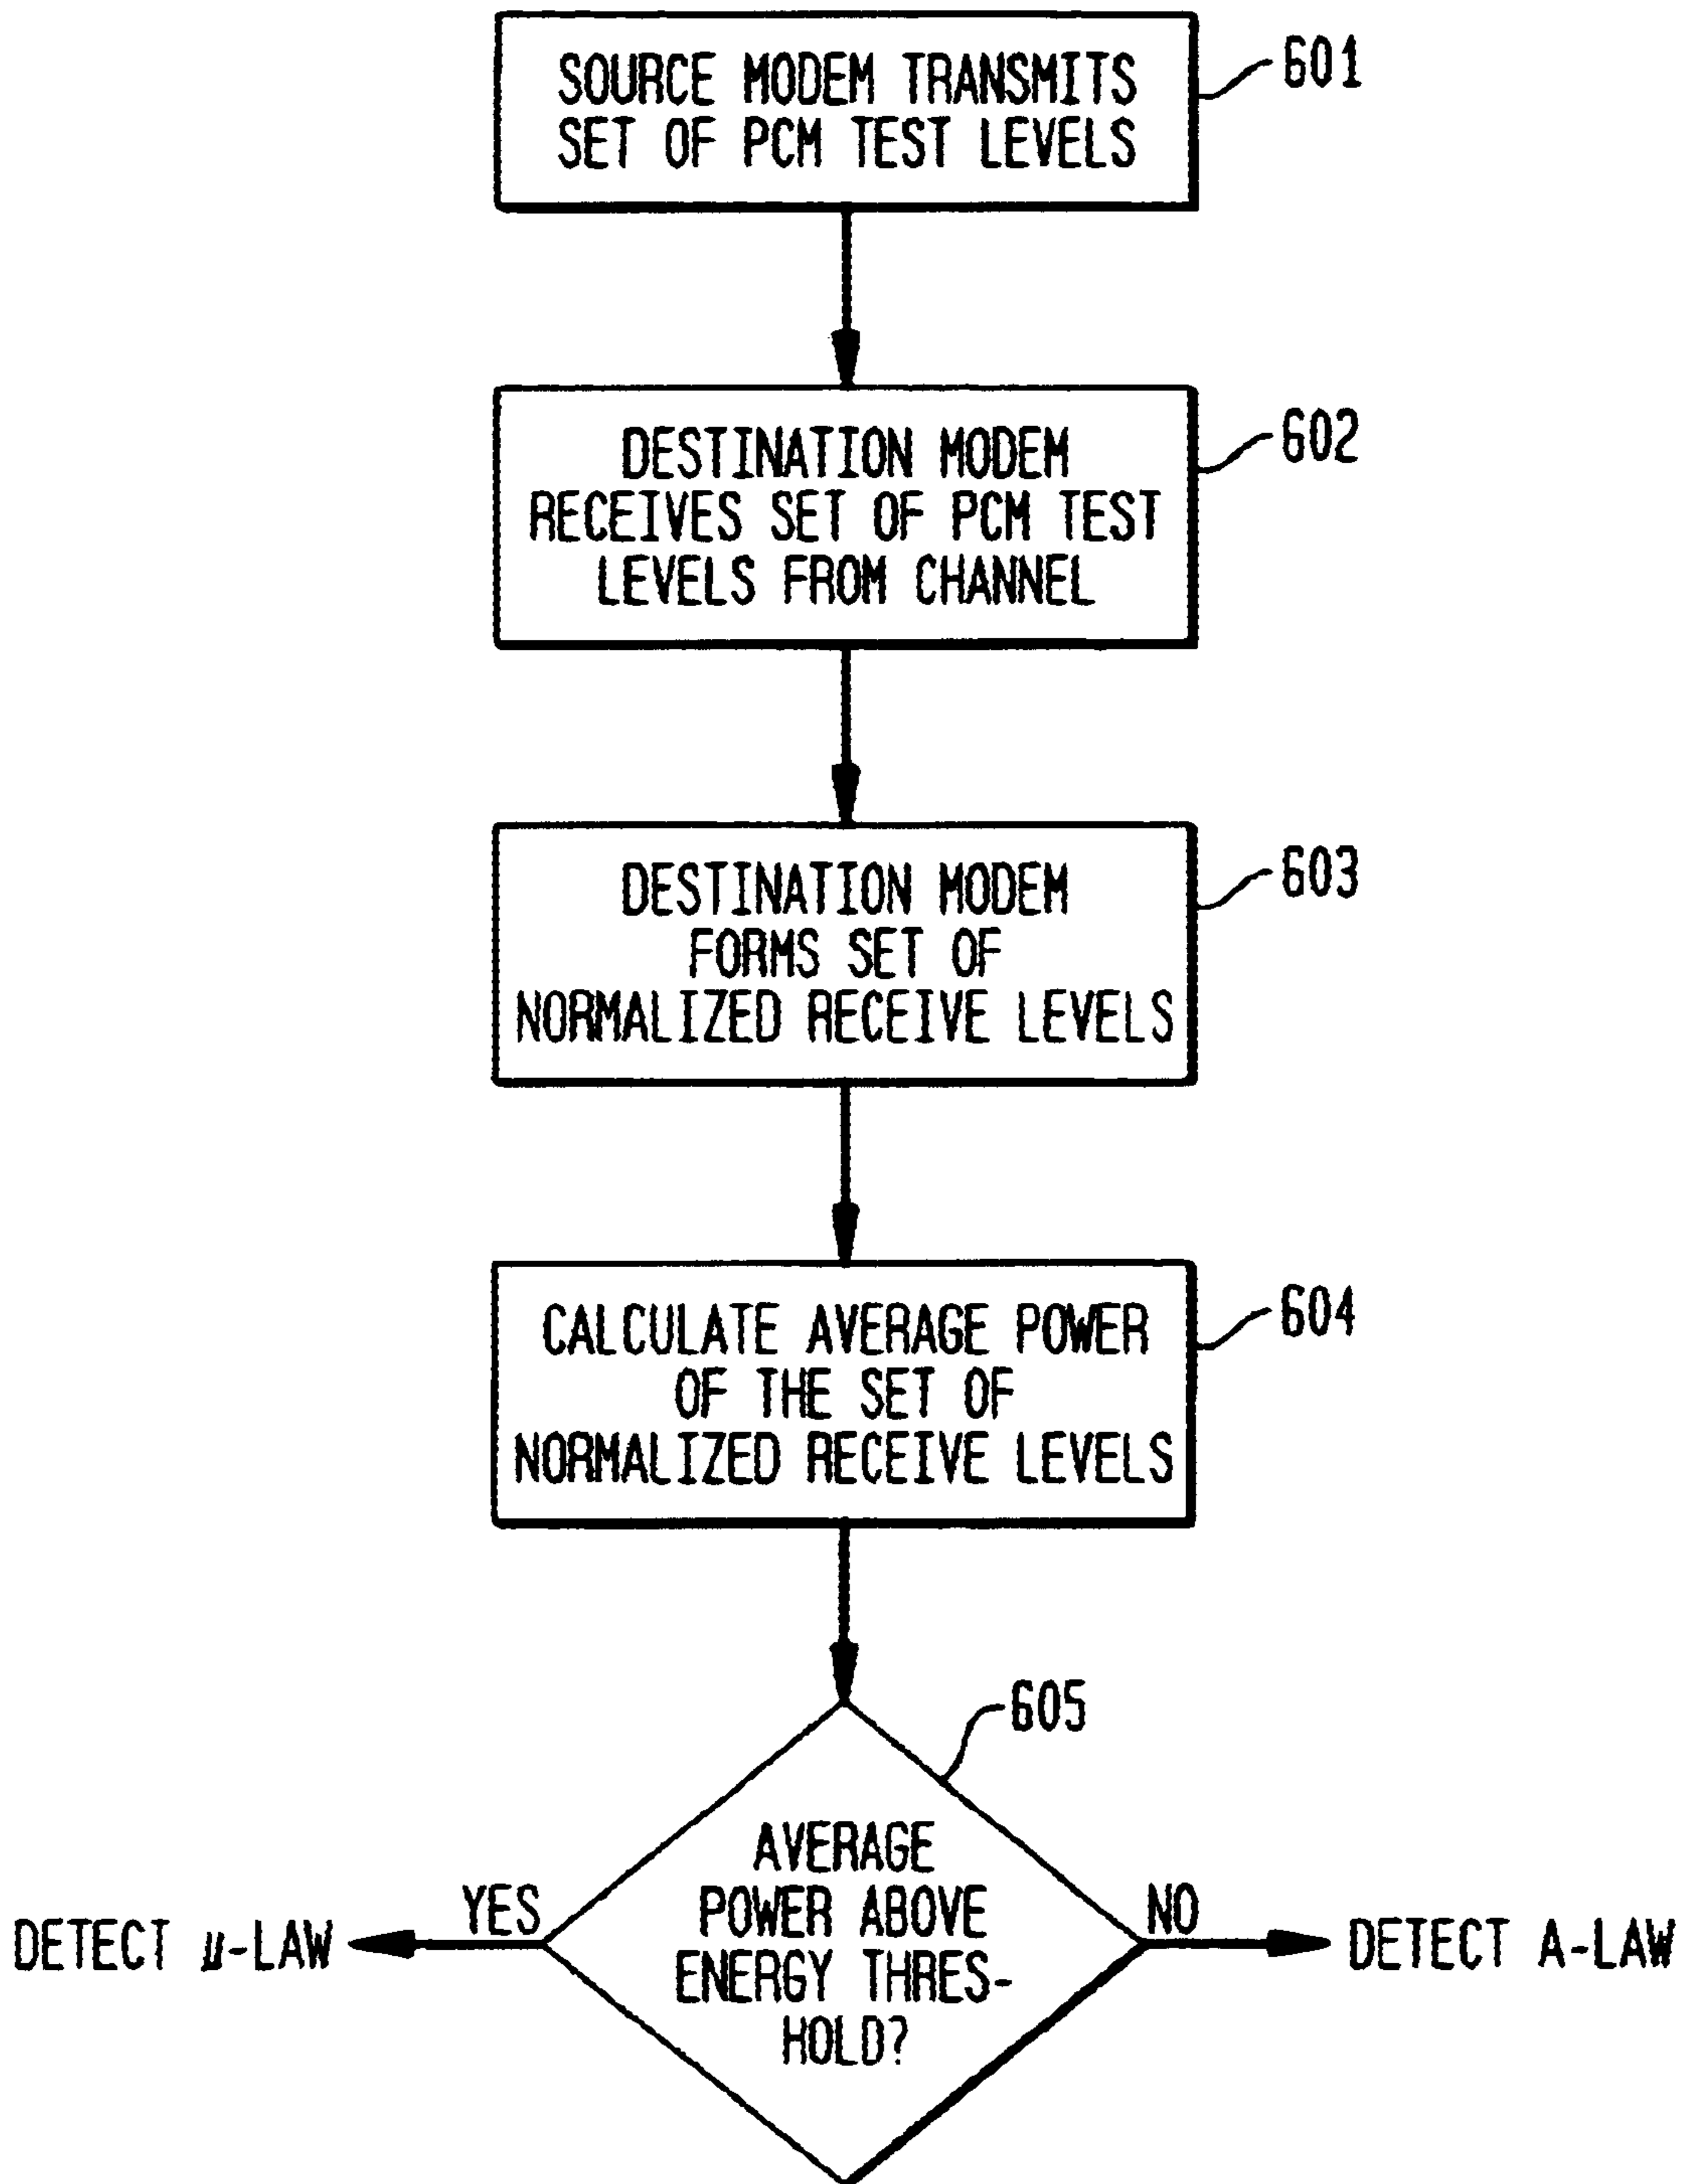 SOURCE MODEM TRANSMITS
SET OF PCM TEST LEVELS
601
DESTINATION MODEM
RECEIVES SET OF PCM TEST
LEVELS FROM CHANNEL
602
DESTINATION MODEM
FORMS SET OF
NORMALIZED RECEIVE LEVELS
603
CALCULATE AVERAGE POWER
OF THE SET OF
NORMALIZED RECEIVE LEVELS
604
605
AVERAGE
POWER ABOVE
ENERGY THRES-
HOLD?
YES
DETECT μ-LAW
NO
DETECT A-LAW